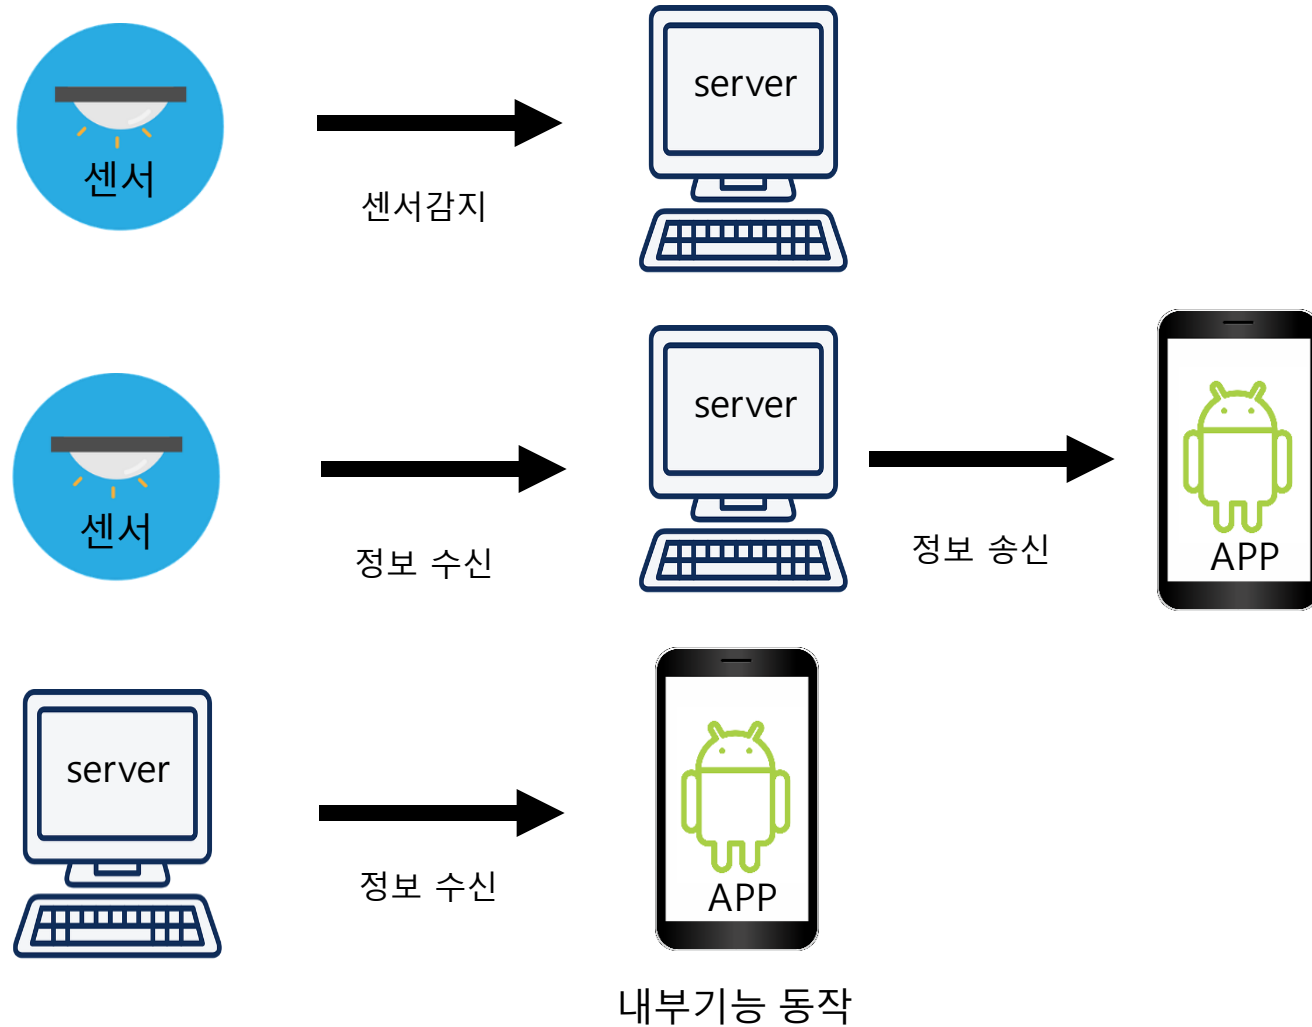 센서
센서감지
server
센서
정보 수신
server
정보 송신
APP
server
정보 수신
APP
내부기능 동작